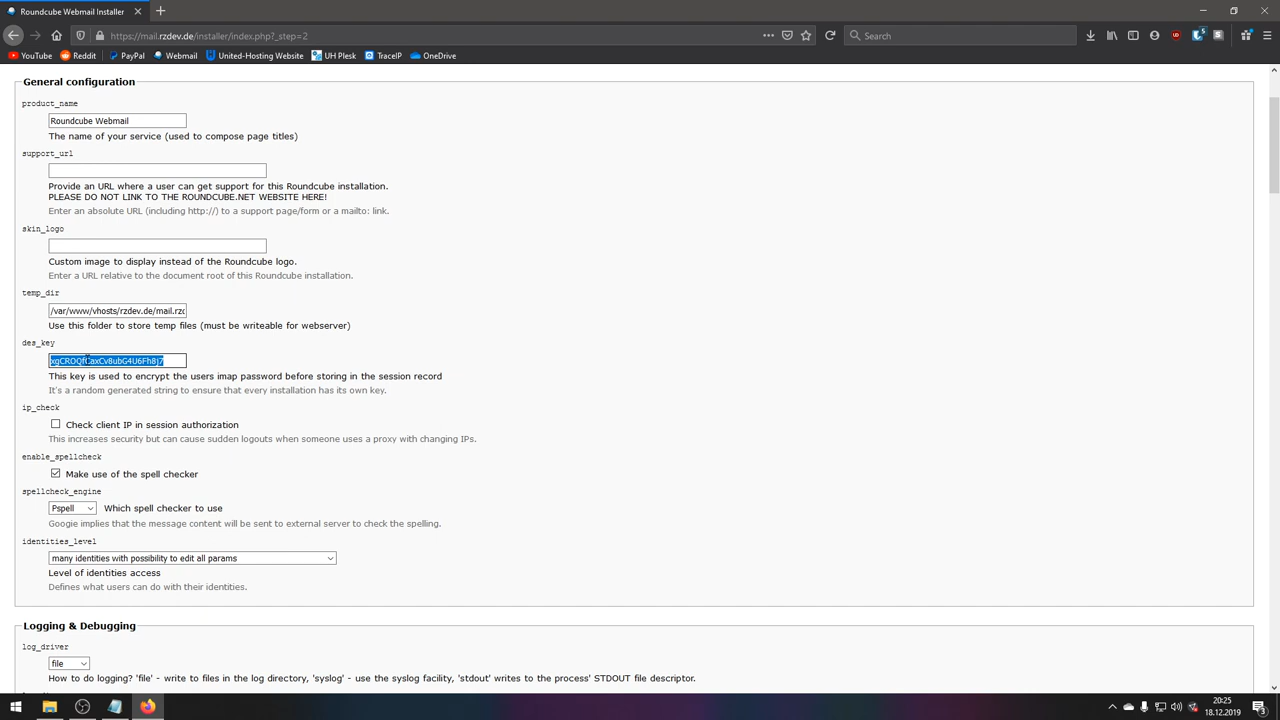 Roundcube Webmail Installer
https://mail.rzdev.de/installer/index.php?_step=2
Search
YouTube Reddit PayPal Webmail United-Hosting Website UH Plesk TraceIP OneDrive
General configuration
product_name
Roundcube Webmail
The name of your service (used to compose page titles)
support_url
Provide an URL where a user can get support for this Roundcube installation.
PLEASE DO NOT LINK TO THE ROUNDCUBE.NET WEBSITE HERE!
Enter an absolute URL (including http://) to a support page/form or a mailto: link.
skin_logo
Custom image to display instead of the Roundcube logo.
Enter a URL relative to the document root of this Roundcube installation.
temp_dir
/var/www/vhosts/rzdev.de/mail.rzc
Use this folder to store temp files (must be writeable for webserver)
des_key
This key is used to encrypt the users imap password before storing in the session record
It's a random generated string to ensure that every installation has its own key.
ip_check
Check client IP in session authorization
This increases security but can cause sudden logouts when someone uses a proxy with changing IPs.
enable_spellcheck
Make use of the spell checker
spellcheck_engine
Pspell Which spell checker to use
Googie implies that the message content will be sent to external server to check the spelling.
identities_level
many identities with possibility to edit all params
Level of identities access
Defines what users can do with their identities.
Logging & Debugging
log_driver
file
How to do logging? 'file' - write to files in the log directory, 'syslog' - use the syslog facility, 'stdout' writes to the process' STDOUT file descriptor.
20:25
18.12.2019